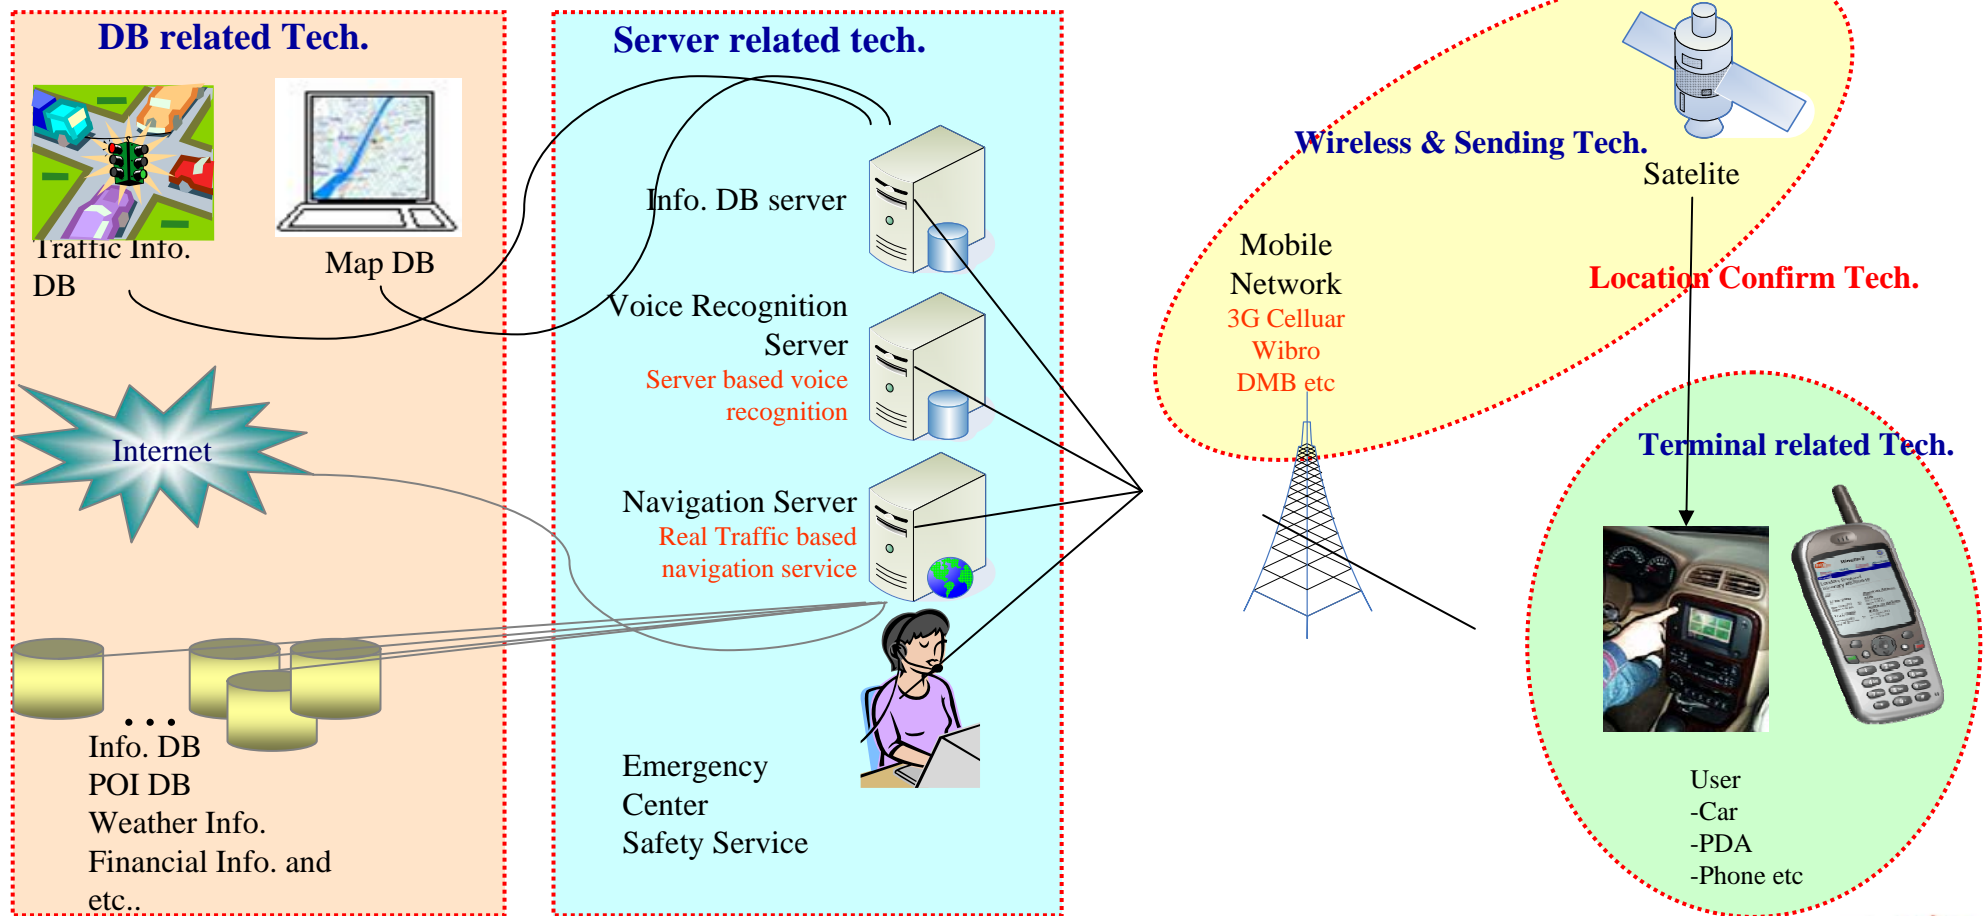 DB related Tech.
Traffic Info.
DB
Map DB
Internet
Info. DB
POI DB
Weather Info.
Financial Info. and
etc..
Server related tech.
Info. DB server
Voice Recognition
Server
Server based voice
recognition
Navigation Server
Real Traffic based
navigation service
Emergency
Center
Safety Service
Wireless & Sending Tech.
Satelite
Mobile
Network
3G Celluar
Wibro
DMB etc
Location Confirm Tech.
Terminal related Tech.
User
-Car
-PDA
-Phone etc